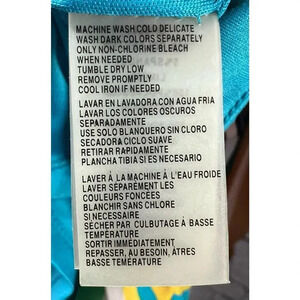 MACHINE WASH COLD DELICATE
WASH DARK COLORS SEPARATELY
ONLY NON-CHLORINE BLEACH
WHEN NEEDED
TUMBLE DRY LOW
REMOVE PROMPTLY
COOL IRON IF NEEDED
LAVAR EN LAVADORA CON AGUA FRIA
LAVAR LOS COLORES OSCUROS
SEPARADAMENTE
USE SOLO BLANQUERO SIN CLORO
SECADORA CICLO SUAVE
RETIRAR RAPIDAMENTE
PLANCHA TIBIA SI ES NECESARIO
LAVER À LA MACHINE À L'EAU FROIDE
LAVER SÉPARÉMENT LES
COULEURS FONCÉES
BLANCHIR SANS CHLORE
SI NECESSAIRE
SÉCHER PAR CULBUTAGE À BASSE
TEMPÉRATURE
SORTIR IMMÉDIATEMENT
REPASSER, AU BESOIN, ÀTRES
BASSE TEMÉRATURE